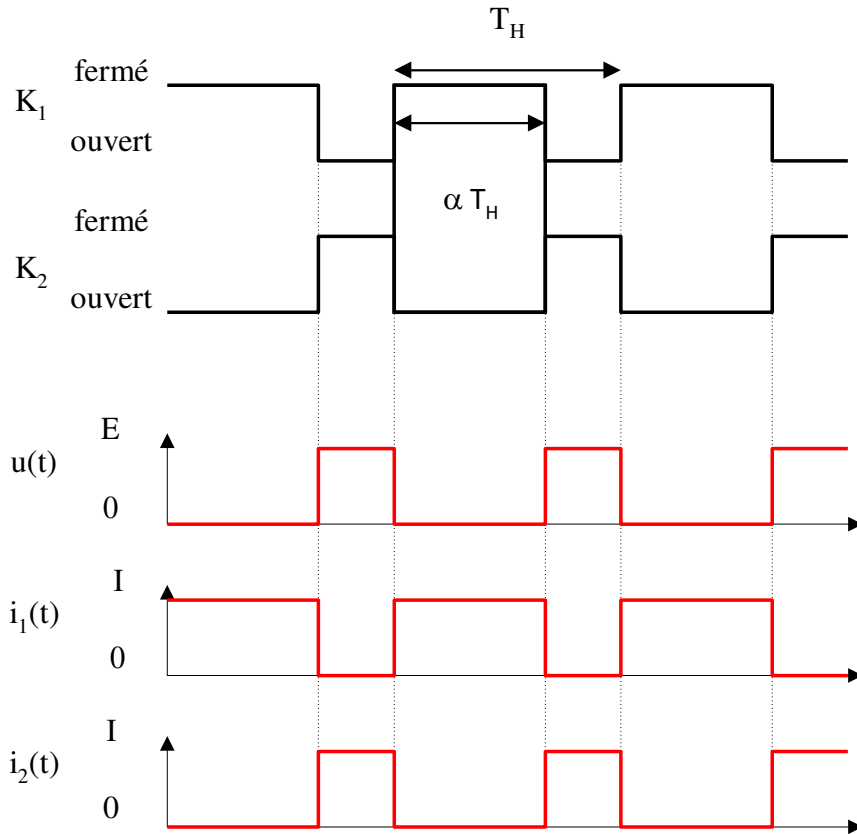 T_H
fermé
K_1
ouvert
α T_H
fermé
K_2
ouvert
E
u(t)
0
I
i_1(t)
0
I
i_2(t)
0